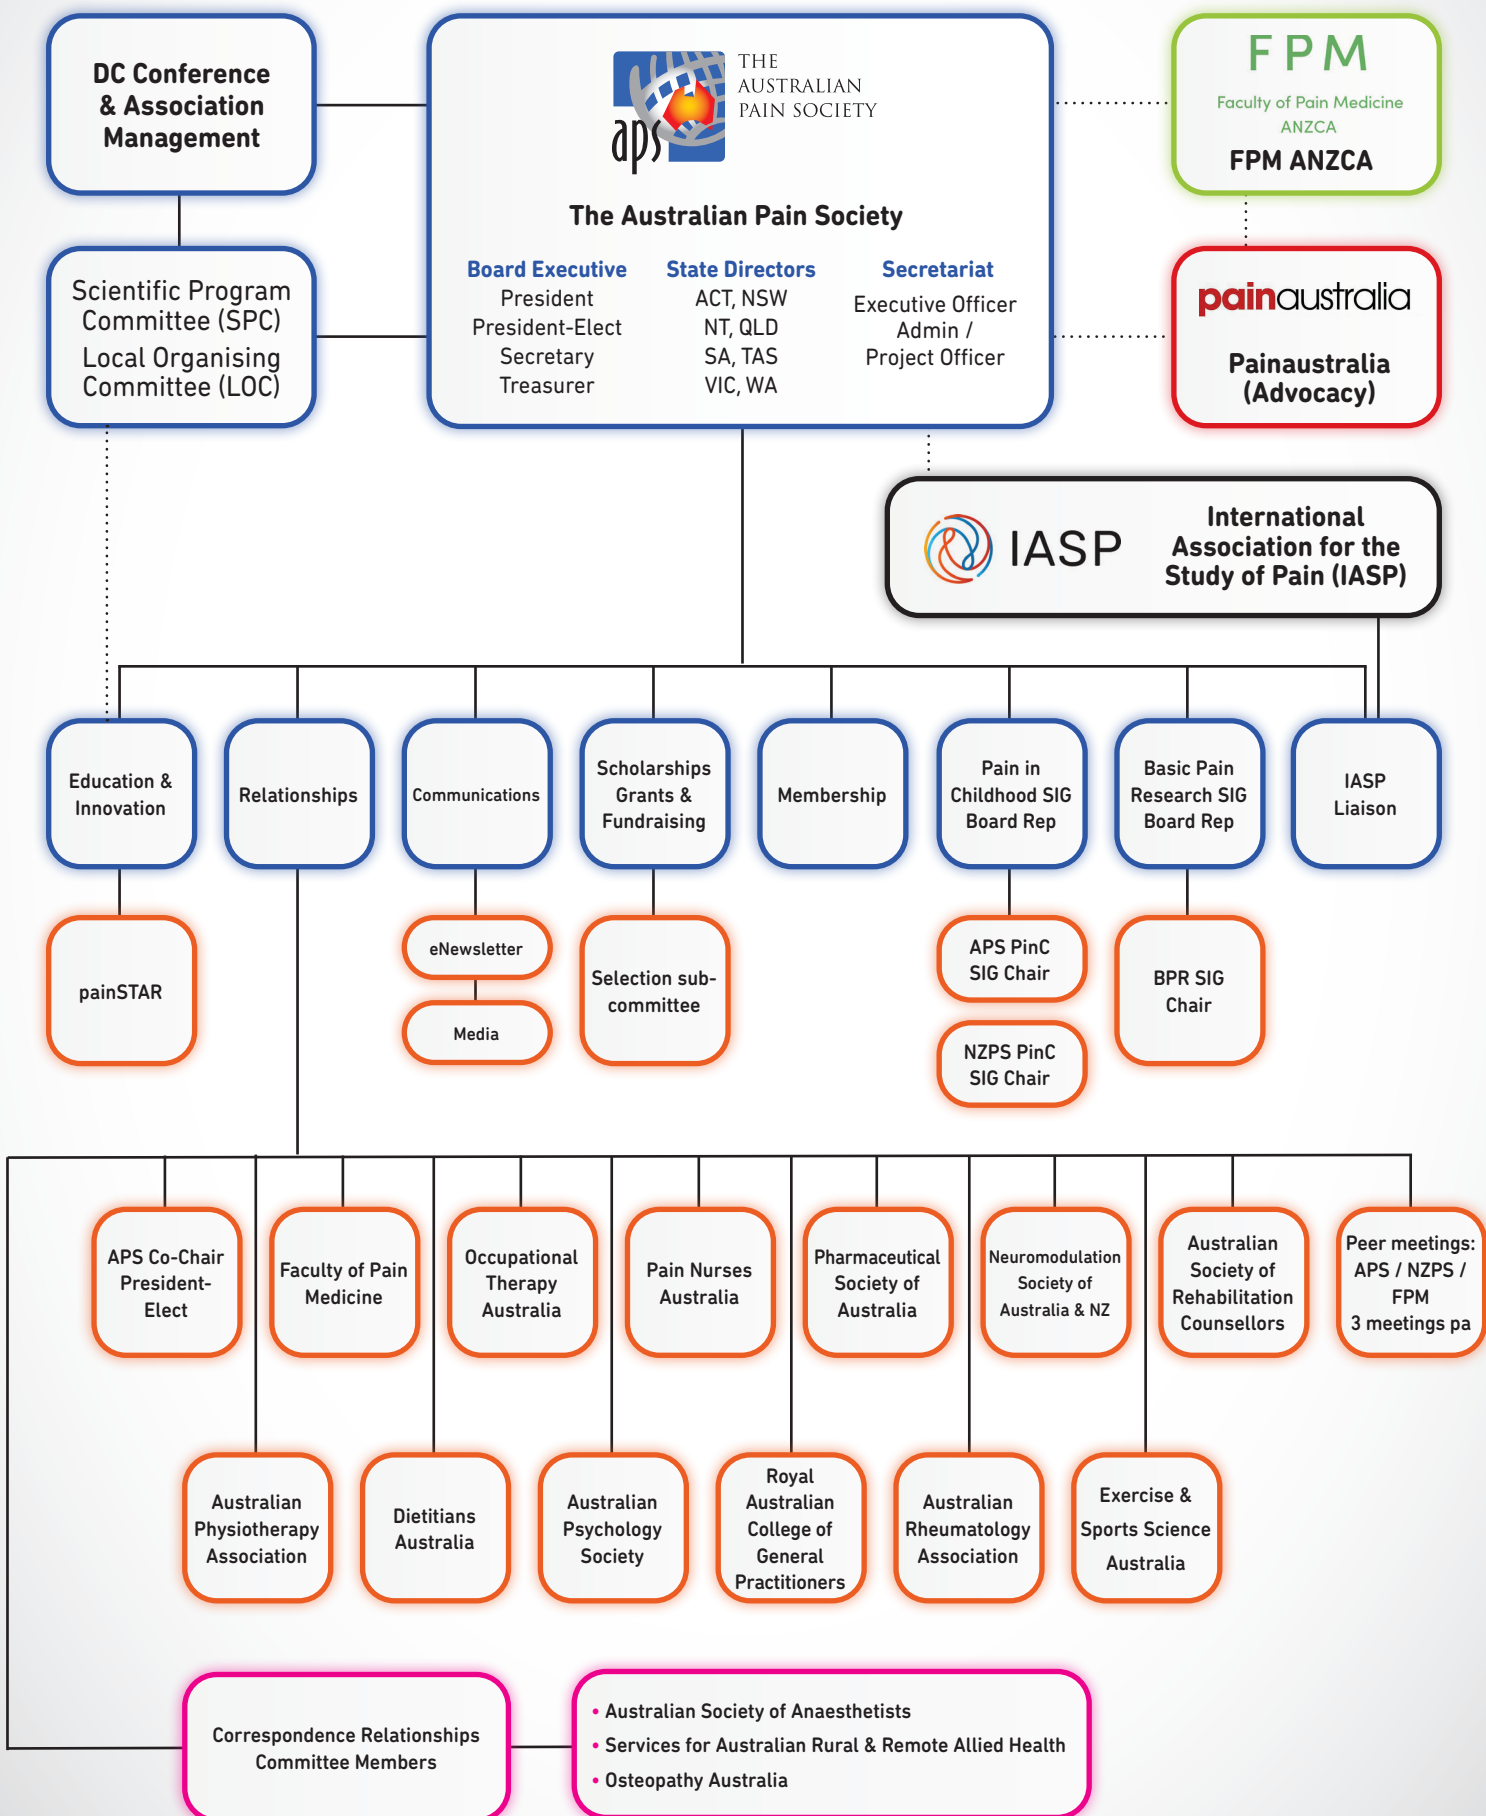 DC Conference
& Association
Management
THE
AUSTRALIAN
PAIN SOCIETY
aps
The Australian Pain Society
Board Executive
President
President-Elect
Secretary
Treasurer
State Directors
ACT, NSW
NT, QLD
SA, TAS
VIC, WA
Secretariat
Executive Officer
Admin /
Project Officer
FPM
Faculty of Pain Medicine
ANZCA
FPM ANZCA
Scientific Program
Committee (SPC)
Local Organising
Committee (LOC)
painaustralia
Painaustralia
(Advocacy)
IASP
International
Association for the
Study of Pain (IASP)
Education &
Innovation
Relationships
Communications
Scholarships
Grants &
Fundraising
Membership
Pain in
Childhood SIG
Board Rep
Basic Pain
Research SIG
Board Rep
IASP
Liaison
painSTAR
eNewsletter
Media
Selection sub-
committee
APS PinC
SIG Chair
NZPS PinC
SIG Chair
BPR SIG
Chair
APS Co-Chair
President-
Elect
Faculty of Pain
Medicine
Occupational
Therapy
Australia
Pain Nurses
Australia
Pharmaceutical
Society of
Australia
Neuromodulation
Society of
Australia & NZ
Australian
Society of
Rehabilitation
Counsellors
Peer meetings:
APS / NZPS /
FPM
3 meetings pa
Australian
Physiotherapy
Association
Dietitians
Australia
Australian
Psychology
Society
Royal
Australian
College of
General
Practitioners
Australian
Rheumatology
Association
Exercise &
Sports Science
Australia
Correspondence Relationships
Committee Members
• Australian Society of Anaesthetists
• Services for Australian Rural & Remote Allied Health
• Osteopathy Australia